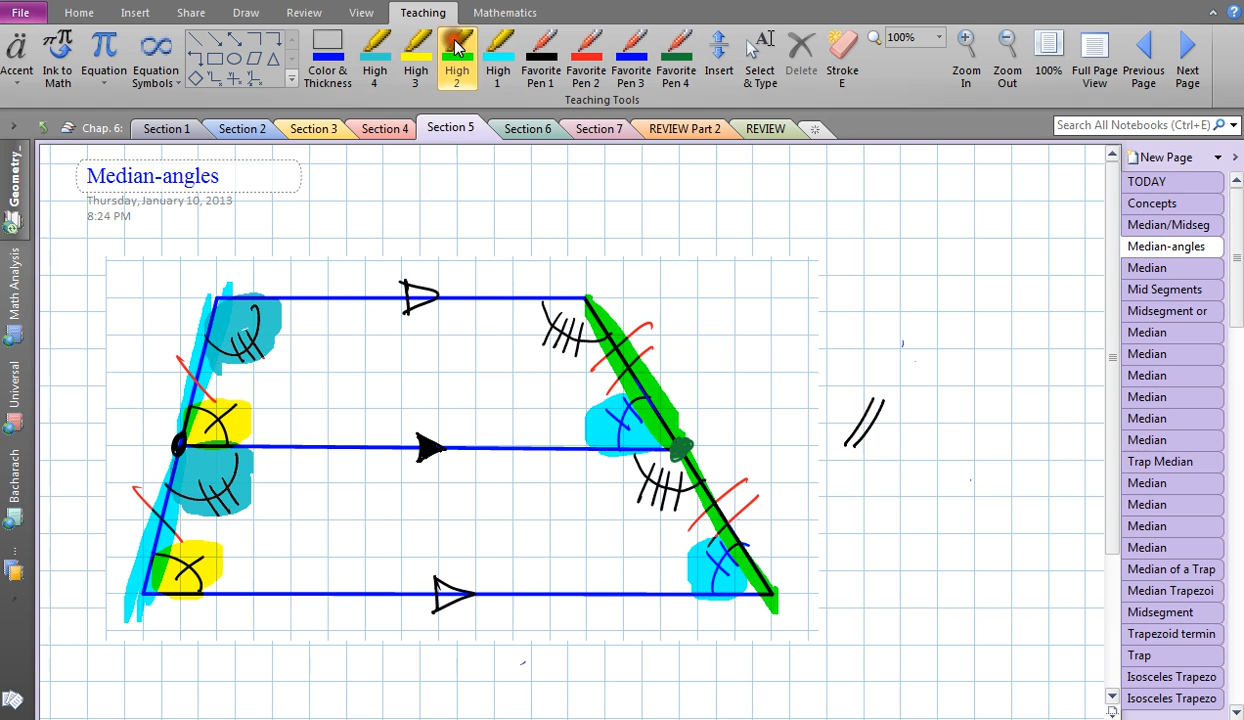 File Home Insert Share Draw Review View Teaching Mathematics
ä Accent
Ink to Math
π Equation
∞ Equation Symbols
Color & Thickness
High 4
High 3
High 2
High 1
Favorite Pen 1
Favorite Pen 2
Favorite Pen 3
Favorite Pen 4
Insert
Select & Type
Delete
Stroke E
100%
Zoom In
Zoom Out
100%
Full Page View
Previous Page
Next Page
Teaching Tools
Chap. 6: Section 1 Section 2 Section 3 Section 4 Section 5 Section 6 Section 7 REVIEW Part 2 REVIEW
Search All Notebooks (Ctrl+E)
Geometry_
Math Analysis
Universal
Bacharach
Median-angles
Thursday, January 10, 2013
8:24 PM
New Page
TODAY
Concepts
Median/Midseg
Median-angles
Median
Mid Segments
Midsegment or
Median
Median
Median
Median
Median
Median
Trap Median
Median
Median
Median
Median
Median of a Trap
Median Trapezoi
Midsegment
Trapezoid termin
Trap
Isosceles Trapezo
Isosceles Trapezo